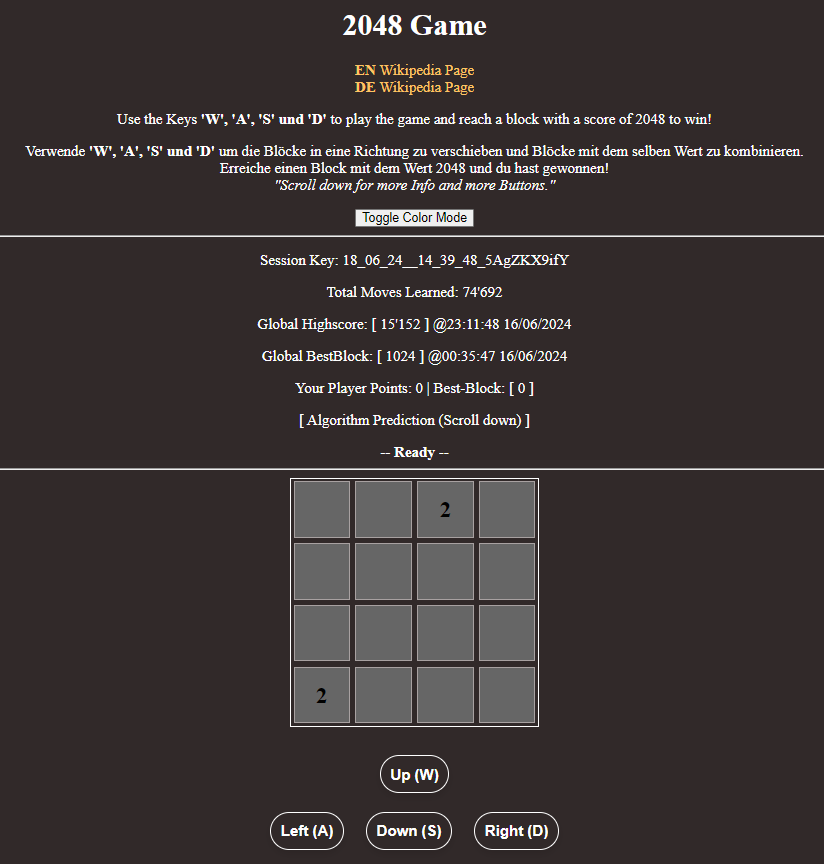 2048 Game
EN Wikipedia Page
DE Wikipedia Page
Use the Keys 'W', 'A', 'S' und 'D' to play the game and reach a block with a score of 2048 to win!
Verwende 'W', 'A', 'S' und 'D' um die Blöcke in eine Richtung zu verschieben und Blöcke mit dem selben Wert zu kombinieren.
Erreiche einen Block mit dem Wert 2048 und du hast gewonnen!
"Scroll down for more Info and more Buttons."
Toggle Color Mode
Session Key: 18_06_24__14_39_48_5AgZKX9ifY
Total Moves Learned: 74'692
Global Highscore: [ 15'152 ] @23:11:48 16/06/2024
Global BestBlock: [ 1024 ] @00:35:47 16/06/2024
Your Player Points: 0 | Best-Block: [ 0 ]
[ Algorithm Prediction (Scroll down) ]
-- Ready --
2
2
Up (W)
Left (A) Down (S) Right (D)